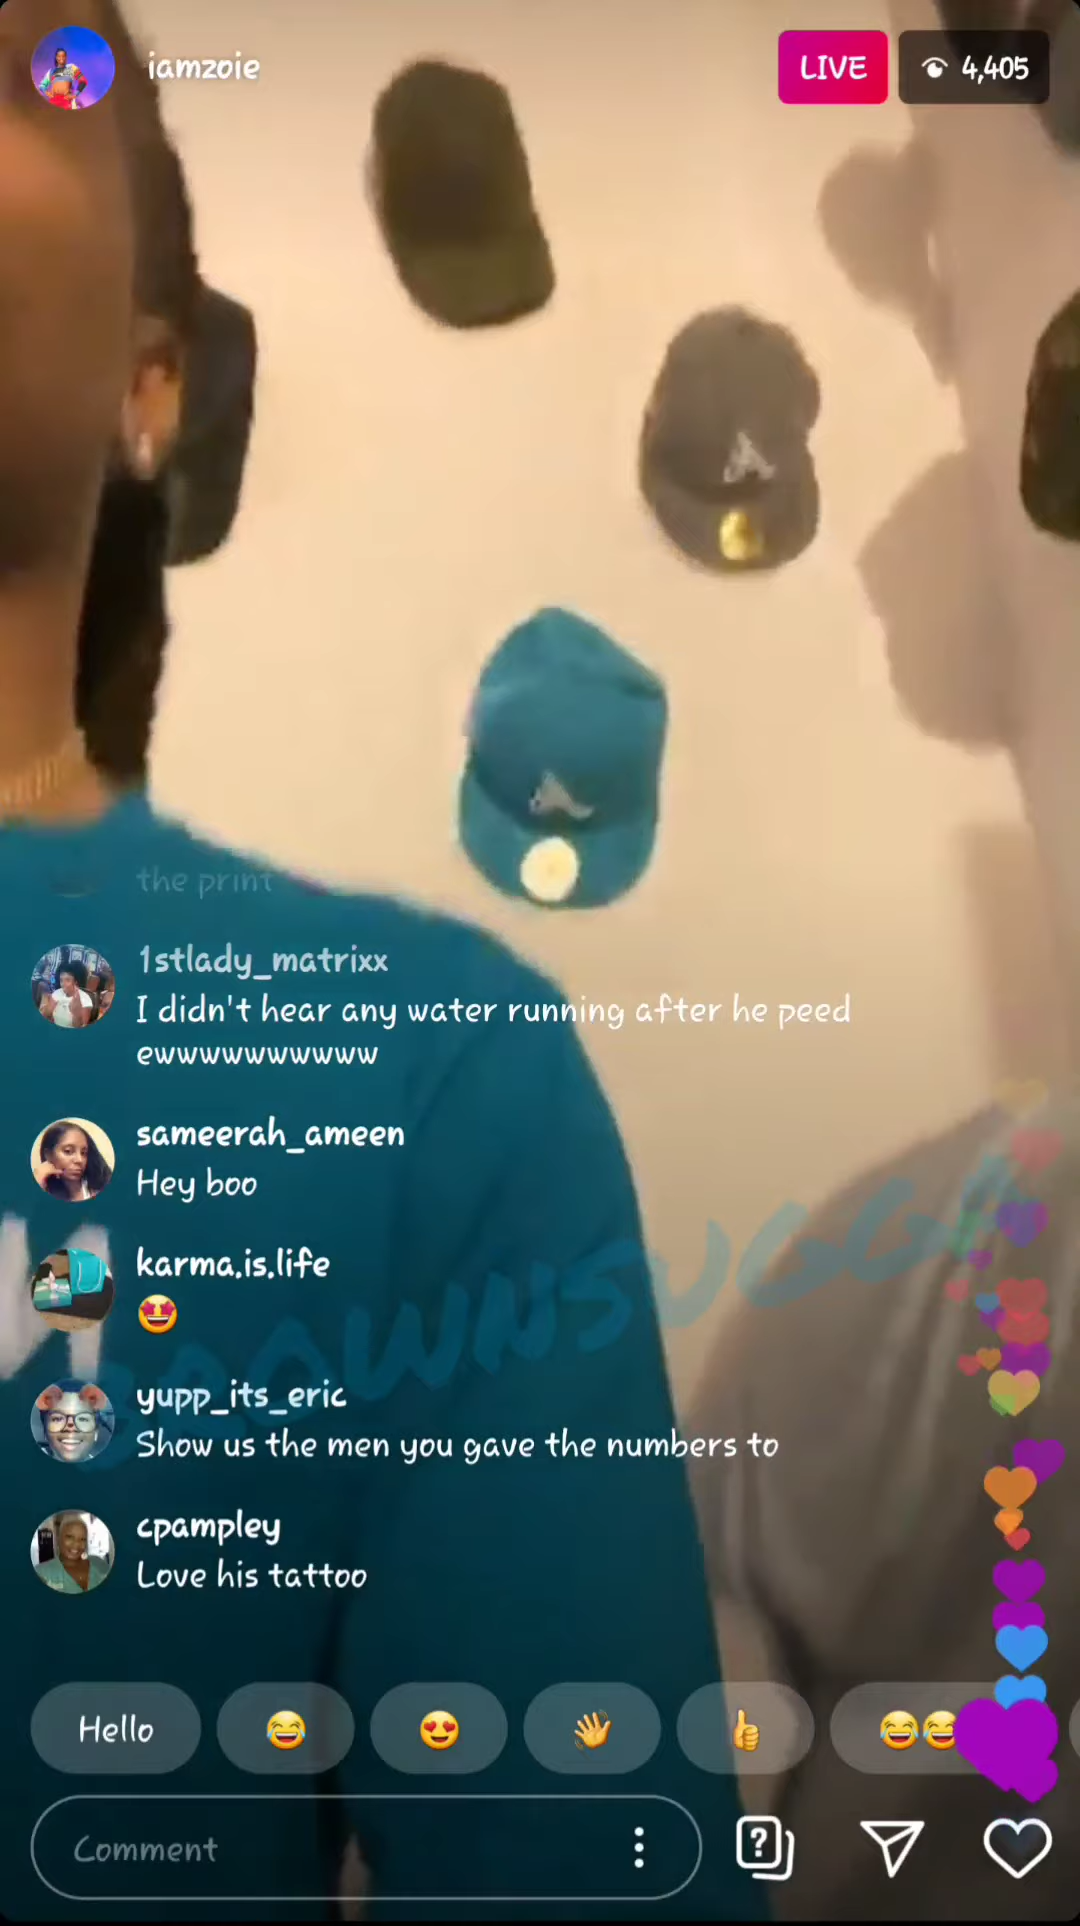 iamzoie
LIVE
4,405
the print
1stlady_matrixx
I didn't hear any water running after he peed
ewwwwwwwwww
sameerah_ameen
Hey boo
karma.is.life
🤩
yupp_its_eric
Show us the men you gave the numbers to
cpampley
Love his tattoo
BROWNSUGGA
Hello 😂 😍 👋 👍 😂😂
Comment